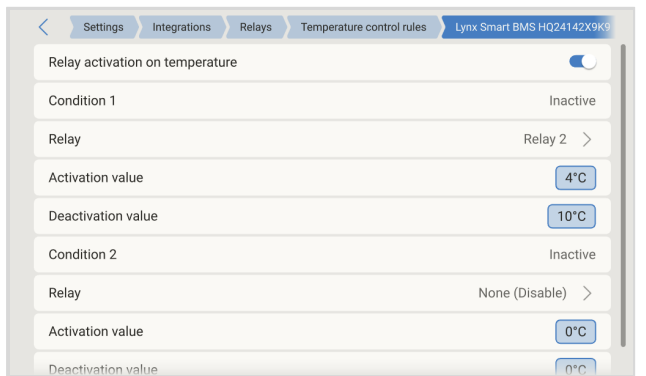 Settings Integrations Relays Temperature control rules Lynx Smart BMS HQ24142X9K9
Relay activation on temperature
Condition 1 Inactive
Relay Relay 2
Activation value 4°C
Deactivation value 10°C
Condition 2 Inactive
Relay None (Disable)
Activation value 0°C
Deactivation value 0°C